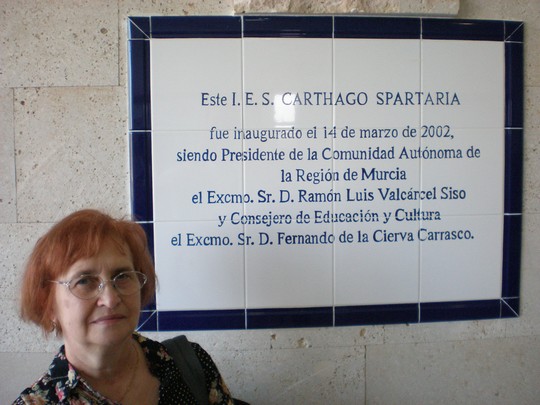 Este I. E. S. CARTHAGO SPARTARIA
fue inaugurado el 14 de marzo de 2002,
siendo Presidente de la Comunidad Autónoma de
la Región de Murcia
el Excmo. Sr. D. Ramón Luis Valcárcel Siso
y Consejero de Educación y Cultura
el Excmo. Sr. D. Fernando de la Cierva Carrasco.